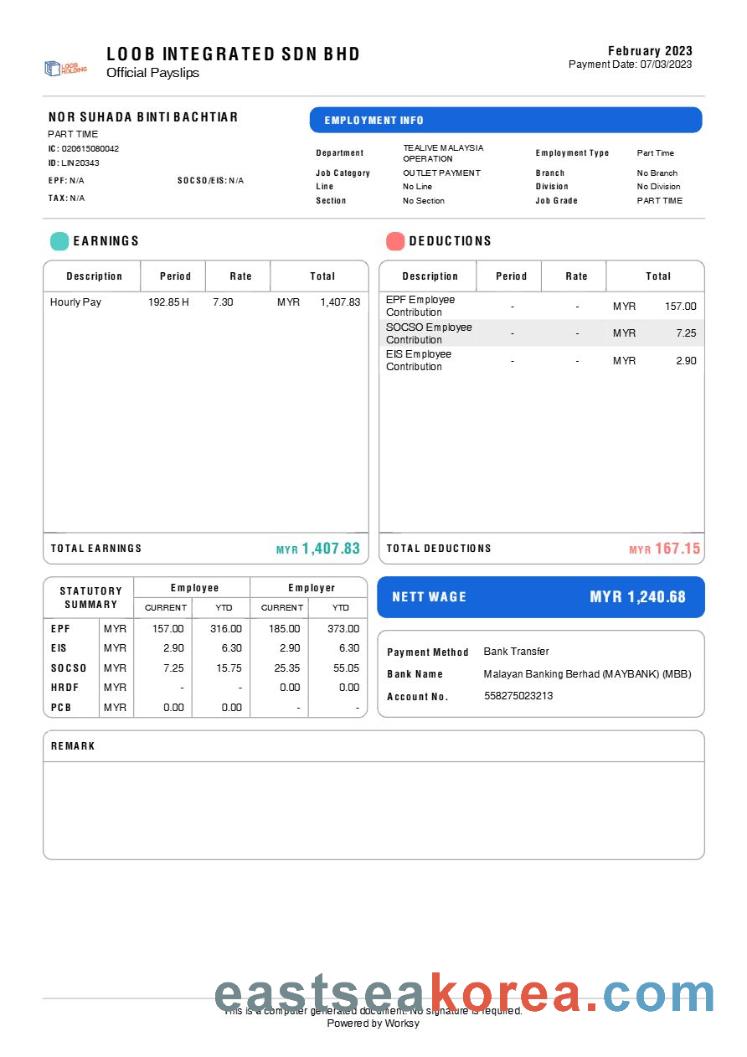 LOOB HOLDING
LOOB INTEGRATED SDN BHD
Official Payslips
February 2023
Payment Date: 07/03/2023
NOR SUHADA BINTI BACHTIAR
PART TIME
IC: 020615080042
ID: LIN20343
EPF: N/A SOCSO/EIS: N/A
TAX: N/A
EMPLOYMENT INFO
Department TEALIVE MALAYSIA OPERATION Employment Type Part Time
Job Category OUTLET PAYMENT Branch No Branch
Line No Line Division No Division
Section No Section Job Grade PART TIME
EARNINGS
Description Period Rate Total
Hourly Pay 192.85 H 7.30 MYR 1,407.83
TOTAL EARNINGS MYR 1,407.83
DEDUCTIONS
Description Period Rate Total
EPF Employee Contribution - - MYR 157.00
SOCSO Employee Contribution - - MYR 7.25
EIS Employee Contribution - - MYR 2.90
TOTAL DEDUCTIONS MYR 167.15
STATUTORY SUMMARY Employee Employer
CURRENT YTD CURRENT YTD
EPF MYR 157.00 316.00 185.00 373.00
EIS MYR 2.90 6.30 2.90 6.30
SOCSO MYR 7.25 15.75 25.35 55.05
HRDF MYR - - 0.00 0.00
PCB MYR 0.00 0.00 - -
NETT WAGE MYR 1,240.68
Payment Method Bank Transfer
Bank Name Malayan Banking Berhad (MAYBANK) (MBB)
Account No. 558275023213
REMARK
eastseakorea.com
This is a computer generated document. No signature is required.
Powered by Worksy